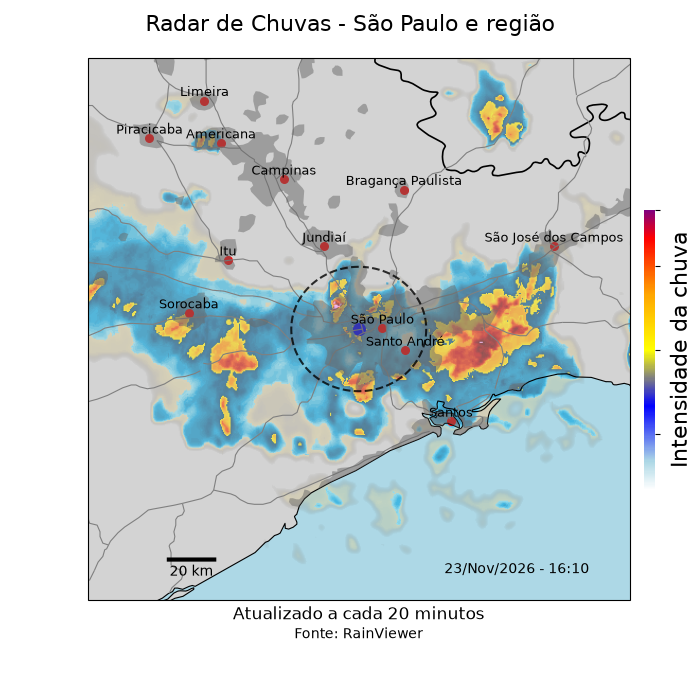 Radar de Chuvas - São Paulo e região
Limeira
Piracicaba
Americana
Campinas
Bragança Paulista
Jundiaí
São José dos Campos
Itu
Sorocaba
São Paulo
Santo André
Santos
20 km
23/Nov/2026 - 16:10
Intensidade da chuva
Atualizado a cada 20 minutos
Fonte: RainViewer